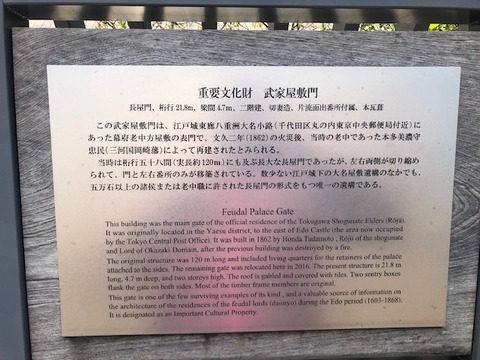 重要文化財　武家屋敷門
長屋門、桁行 21.8m、梁間 4.7m、二階建、切妻造、片流面出番所付属、本瓦葺
この武家屋敷門は、江戸城東廠八重洲大名小路（千代田区丸の内東京中央郵便局付近）に
あった幕府老中方屋敷の表門で、文久二年（1862）の火災後、当時の老中であった本多美濃守
忠民（三河国岡崎藩）によって再建されたとみられる。
当時は桁行五十八間（実長約 120m）にも及ぶ長大な長屋門であったが、左右両側が切り縮め
られて、門と左右番所のみが移築されている。数少ない江戸城下の大名屋敷遺構のなかでも、
五万石以上の諸侯または老中職に許された長屋門の形式をもつ唯一の遺構である。
Feudal Palace Gate
This building was the main gate of the official residence of the Tokugawa Shogunate Elders (Rōjū).
It was originally located in the Yaesu district, to the east of Edo Castle (the area now occupied
by the Tokyo Central Post Office). It was built in 1862 by Honda Tadamoto , Rōjū of the shogunate
and Lord of Okazaki Domain, after the previous building was destroyed by a fire.
The original structure was 120 m long and included living quarters for the retainers of the palace
attached to the sides. The remaining gate was relocated here in 2016. The present structure is 21.8 m
long, 4.7 m deep, and two storeys high. The roof is gabled and covered with tiles. Two sentry boxes
flank the gate on both sides. Most of the timber frame members are original.
This gate is one of the few surviving examples of its kind , and a valuable source of information on
the architecture of the residences of the feudal lords (daimyo) during the Edo period (1603-1868).
It is designated as an Important Cultural Property.